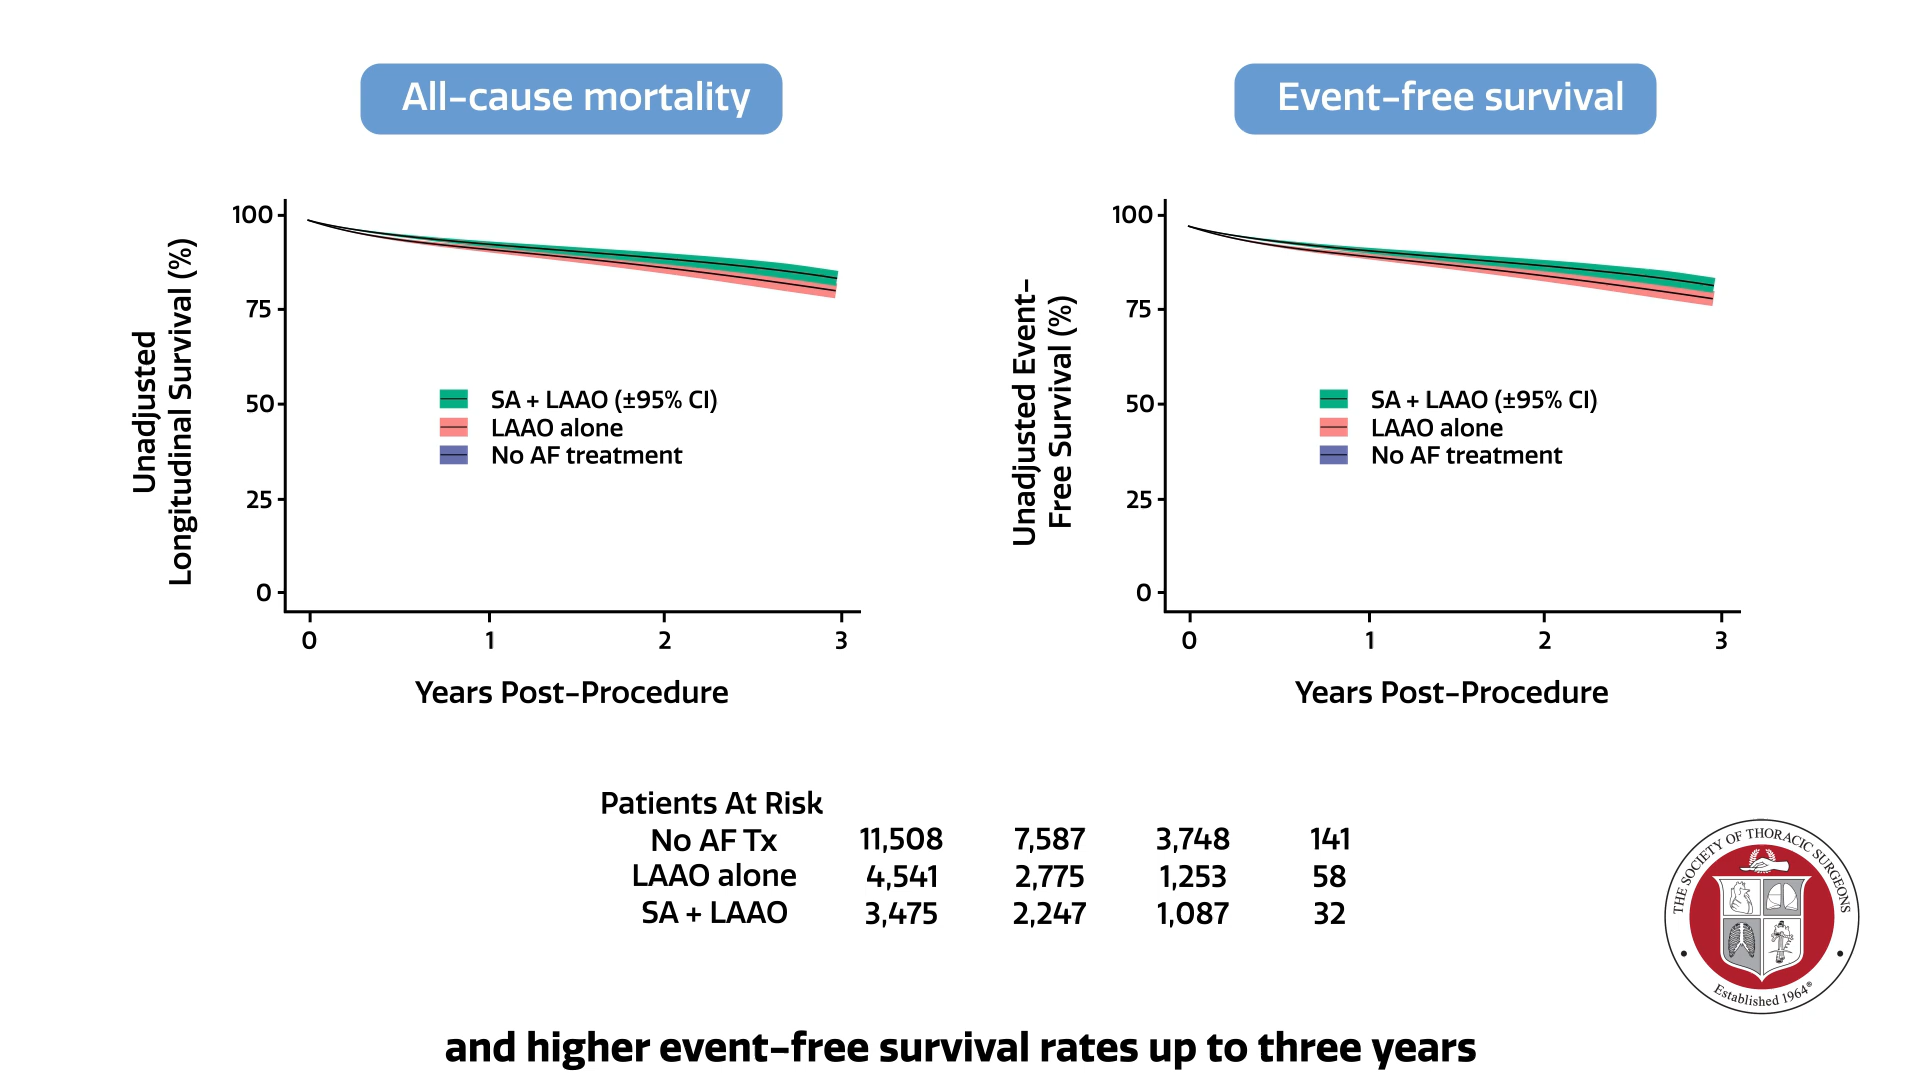 All-cause mortality
Event-free survival
Unadjusted
Longitudinal Survival (%)
100
75
50
25
0
SA + LAAO (±95% CI)
LAAO alone
No AF treatment
0 1 2 3
Years Post-Procedure
Unadjusted Event-
Free Survival (%)
100
75
50
25
0
SA + LAAO (±95% CI)
LAAO alone
No AF treatment
0 1 2 3
Years Post-Procedure
Patients At Risk
No AF Tx 11,508 7,587 3,748 141
LAAO alone 4,541 2,775 1,253 58
SA + LAAO 3,475 2,247 1,087 32
THE SOCIETY OF THORACIC SURGEONS
Established 1964®
and higher event-free survival rates up to three years